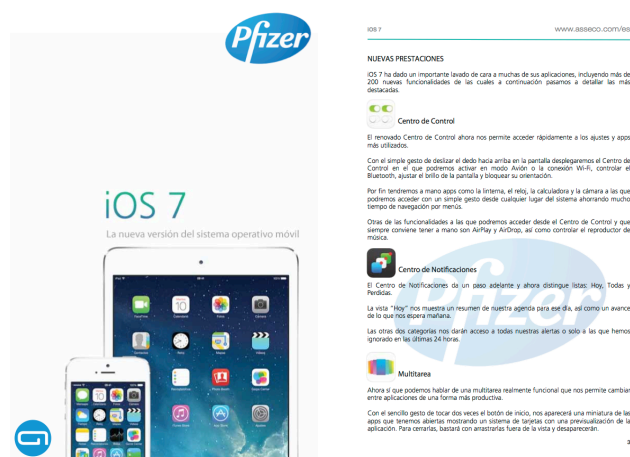 Pfizer
iOS 7
La nueva versión del sistema operativo móvil
iOS 7
www.asseco.com/es
NUEVAS PRESTACIONES
iOS 7 ha dado un importante lavado de cara a muchas de sus aplicaciones, incluyendo más de
200 nuevas funcionalidades de las cuales a continuación pasamos a detallar las más
destacadas.
Centro de Control
El renovado Centro de Control ahora nos permite acceder rápidamente a los ajustes y apps
más utilizados.
Con el simple gesto de deslizar el dedo hacia arriba en la pantalla desplegaremos el Centro de
Control en el que podremos activar en modo Avión o la conexión Wi-Fi, controlar el
Bluetooth, ajustar el brillo de la pantalla y bloquear su orientación.
Por fin tendremos a mano apps como la linterna, el reloj, la calculadora y la cámara a las que
podremos acceder con un simple gesto desde cualquier lugar del sistema ahorrando mucho
tiempo de navegación por menús.
Otras de las funcionalidades a las que podremos acceder desde el Centro de Control y que
siempre conviene tener a mano son AirPlay y AirDrop, así como controlar el reproductor de
música.
Centro de Notificaciones
El Centro de Notificaciones da un paso adelante y ahora distingue listas: Hoy, Todas y
Perdidas.
La vista "Hoy" nos muestra un resumen de nuestra agenda para ese día, así como un avance
de lo que nos espera mañana.
Las otras dos categorías nos darán acceso a todas nuestras alertas o solo a las que hemos
ignorado en las últimas 24 horas.
Pfizer
Multitarea
Ahora sí que podemos hablar de una multitarea realmente funcional que nos permite cambiar
entre aplicaciones de una forma más productiva.
Con el sencillo gesto de tocar dos veces el botón de inicio, nos aparecerá una miniatura de las
apps que tenemos abiertas mostrando un sistema de tarjetas con una previsualización de la
aplicación. Para cerrarlas, bastará con arrastrarlas fuera de la vista y desaparecerán.
3